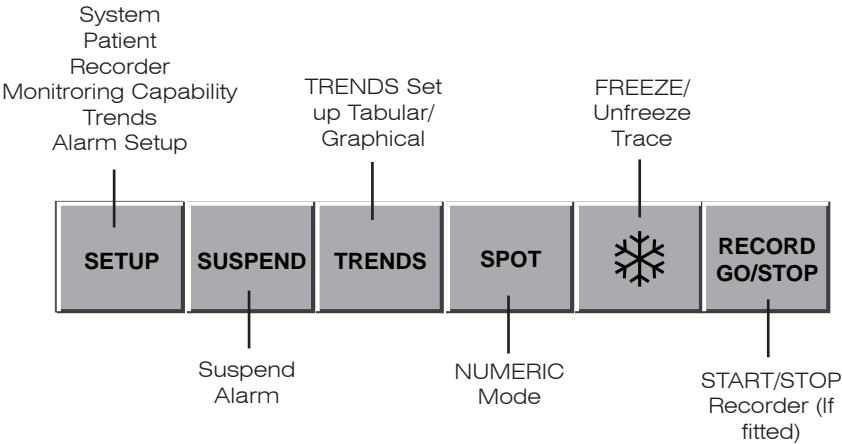 System
Patient
Recorder
Monitroring Capability
Trends
Alarm Setup
TRENDS Set
up Tabular/
Graphical
FREEZE/
Unfreeze
Trace
SETUP
SUSPEND
TRENDS
SPOT
RECORD
GO/STOP
Suspend
Alarm
NUMERIC
Mode
START/STOP
Recorder (If
fitted)